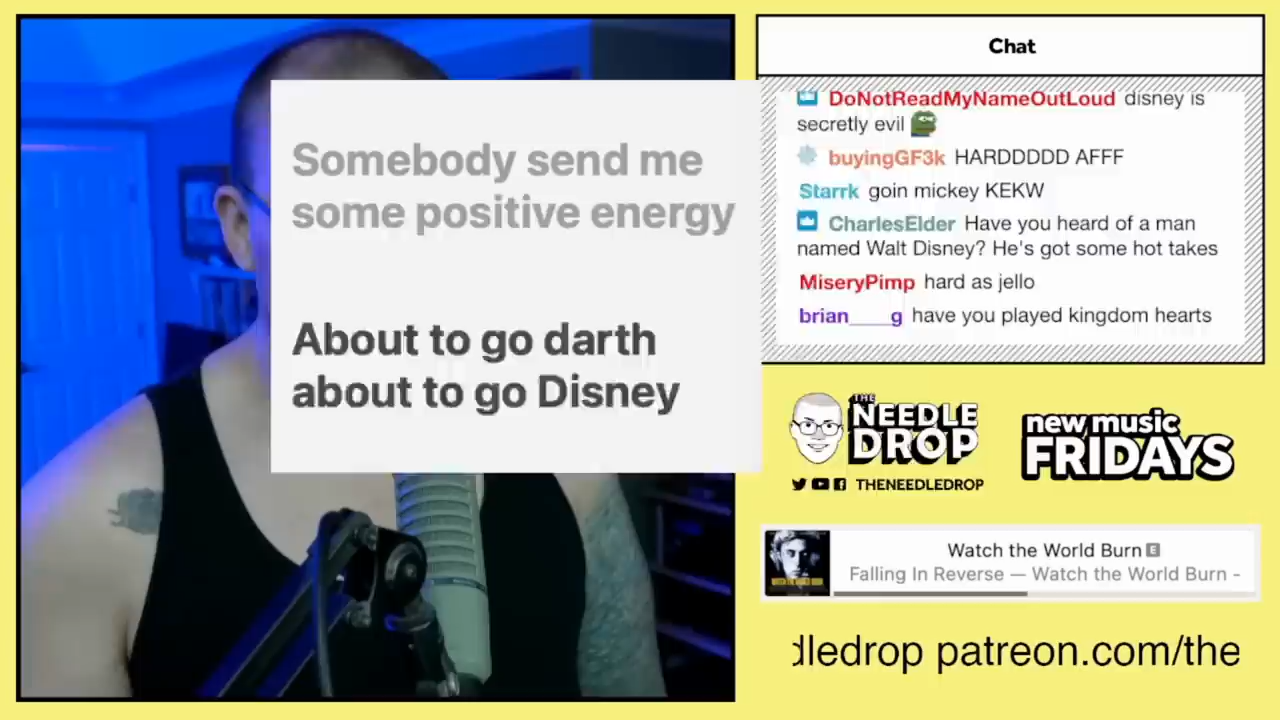 Somebody send me
some positive energy
About to go darth
about to go Disney
Chat
DoNotReadMyNameOutLoud disney is
secretly evil
buyingGF3k HARDDDDD AFFF
Starrk goin mickey KEKW
CharlesElder Have you heard of a man
named Walt Disney? He's got some hot takes
MiseryPimp hard as jello
brian____g have you played kingdom hearts
THE
NEEDLE
DROP
THENEEDLEDROP
new music
FRIDAYS
Watch the World Burn E
Falling In Reverse — Watch the World Burn -
dledrop patreon.com/the